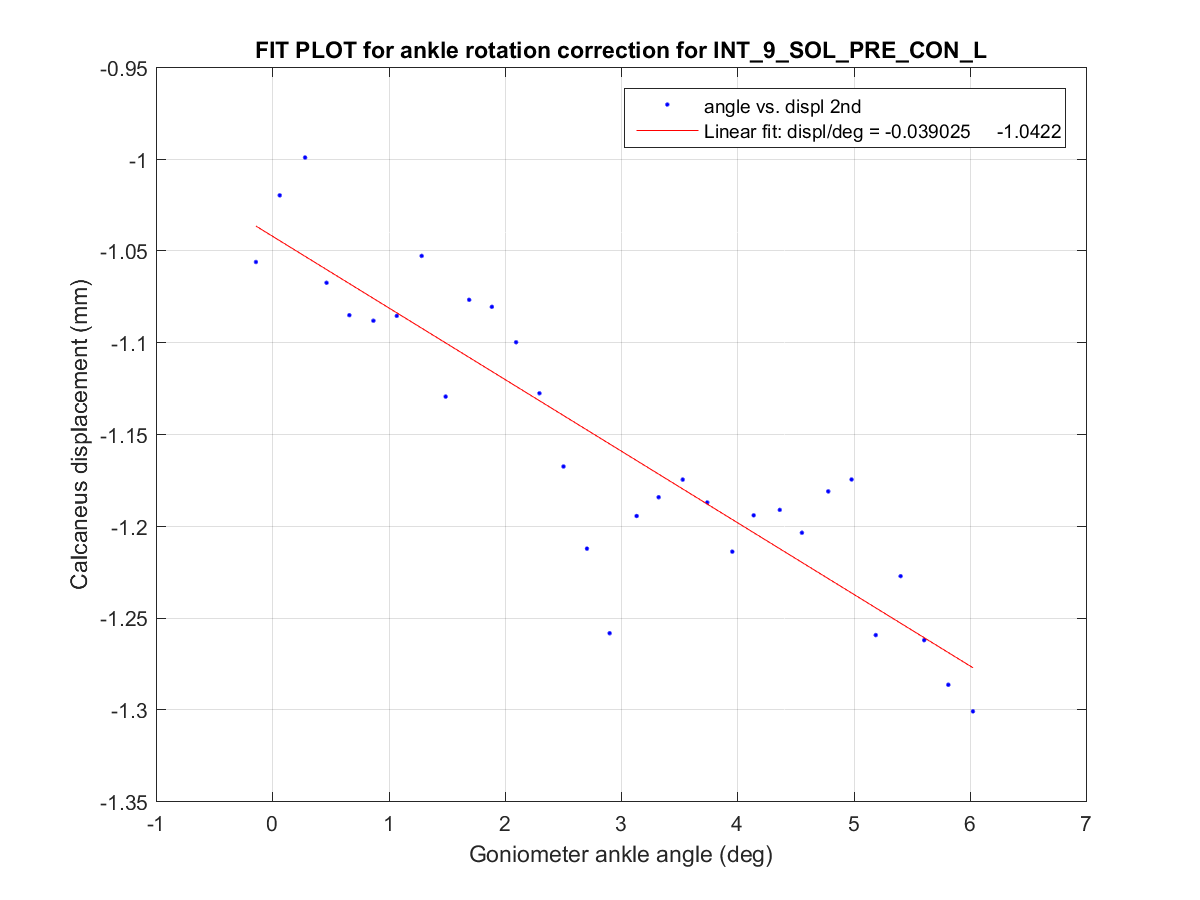 FIT PLOT for ankle rotation correction for INT_9_SOL_PRE_CON_L
-0.95
angle vs. displ 2nd
Linear fit: displ/deg = -0.039025 -1.0422
-1
-1.05
-1.1
-1.15
-1.2
-1.25
-1.3
-1.35
Calcaneus displacement (mm)
-1 0 1 2 3 4 5 6 7
Goniometer ankle angle (deg)